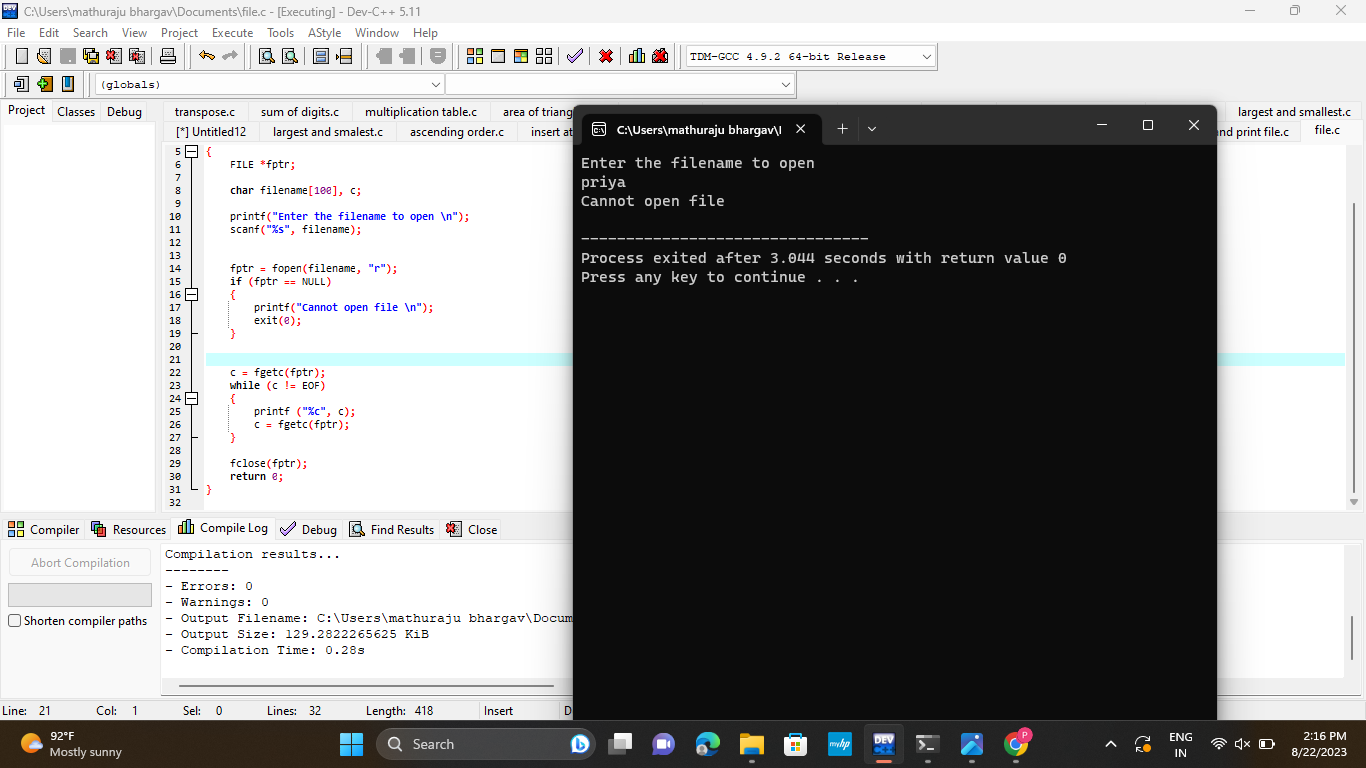 C:\Users\mathuraju bhargav\Documents\file.c - [Executing] - Dev-C++ 5.11
File Edit Search View Project Execute Tools AStyle Window Help
TDM-GCC 4.9.2 64-bit Release
(globals)
Project Classes Debug
transpose.c sum of digits.c multiplication table.c area of triang largest and smallest.c
[*] Untitled12 largest and smalest.c ascending order.c insert at nd print file.c file.c
5 {
6 FILE *fptr;
7
8 char filename[100], c;
9
10 printf("Enter the filename to open \n");
11 scanf("%s", filename);
12
13
14 fptr = fopen(filename, "r");
15 if (fptr == NULL)
16 {
17 printf("Cannot open file \n");
18 exit(0);
19 }
20
21
22 c = fgetc(fptr);
23 while (c != EOF)
24 {
25 printf ("%c", c);
26 c = fgetc(fptr);
27 }
28
29 fclose(fptr);
30 return 0;
31 }
32
C:\Users\mathuraju bhargav\
Enter the filename to open
priya
Cannot open file
--------------------------------
Process exited after 3.044 seconds with return value 0
Press any key to continue . . .
Compiler Resources Compile Log Debug Find Results Close
Abort Compilation
Shorten compiler paths
Compilation results...
--------
- Errors: 0
- Warnings: 0
- Output Filename: C:\Users\mathuraju bhargav\Docum
- Output Size: 129.2822265625 KiB
- Compilation Time: 0.28s
Line: 21 Col: 1 Sel: 0 Lines: 32 Length: 418 Insert D
92°F
Mostly sunny
Search
myhp
DEV
P
ENG
IN
2:16 PM
8/22/2023